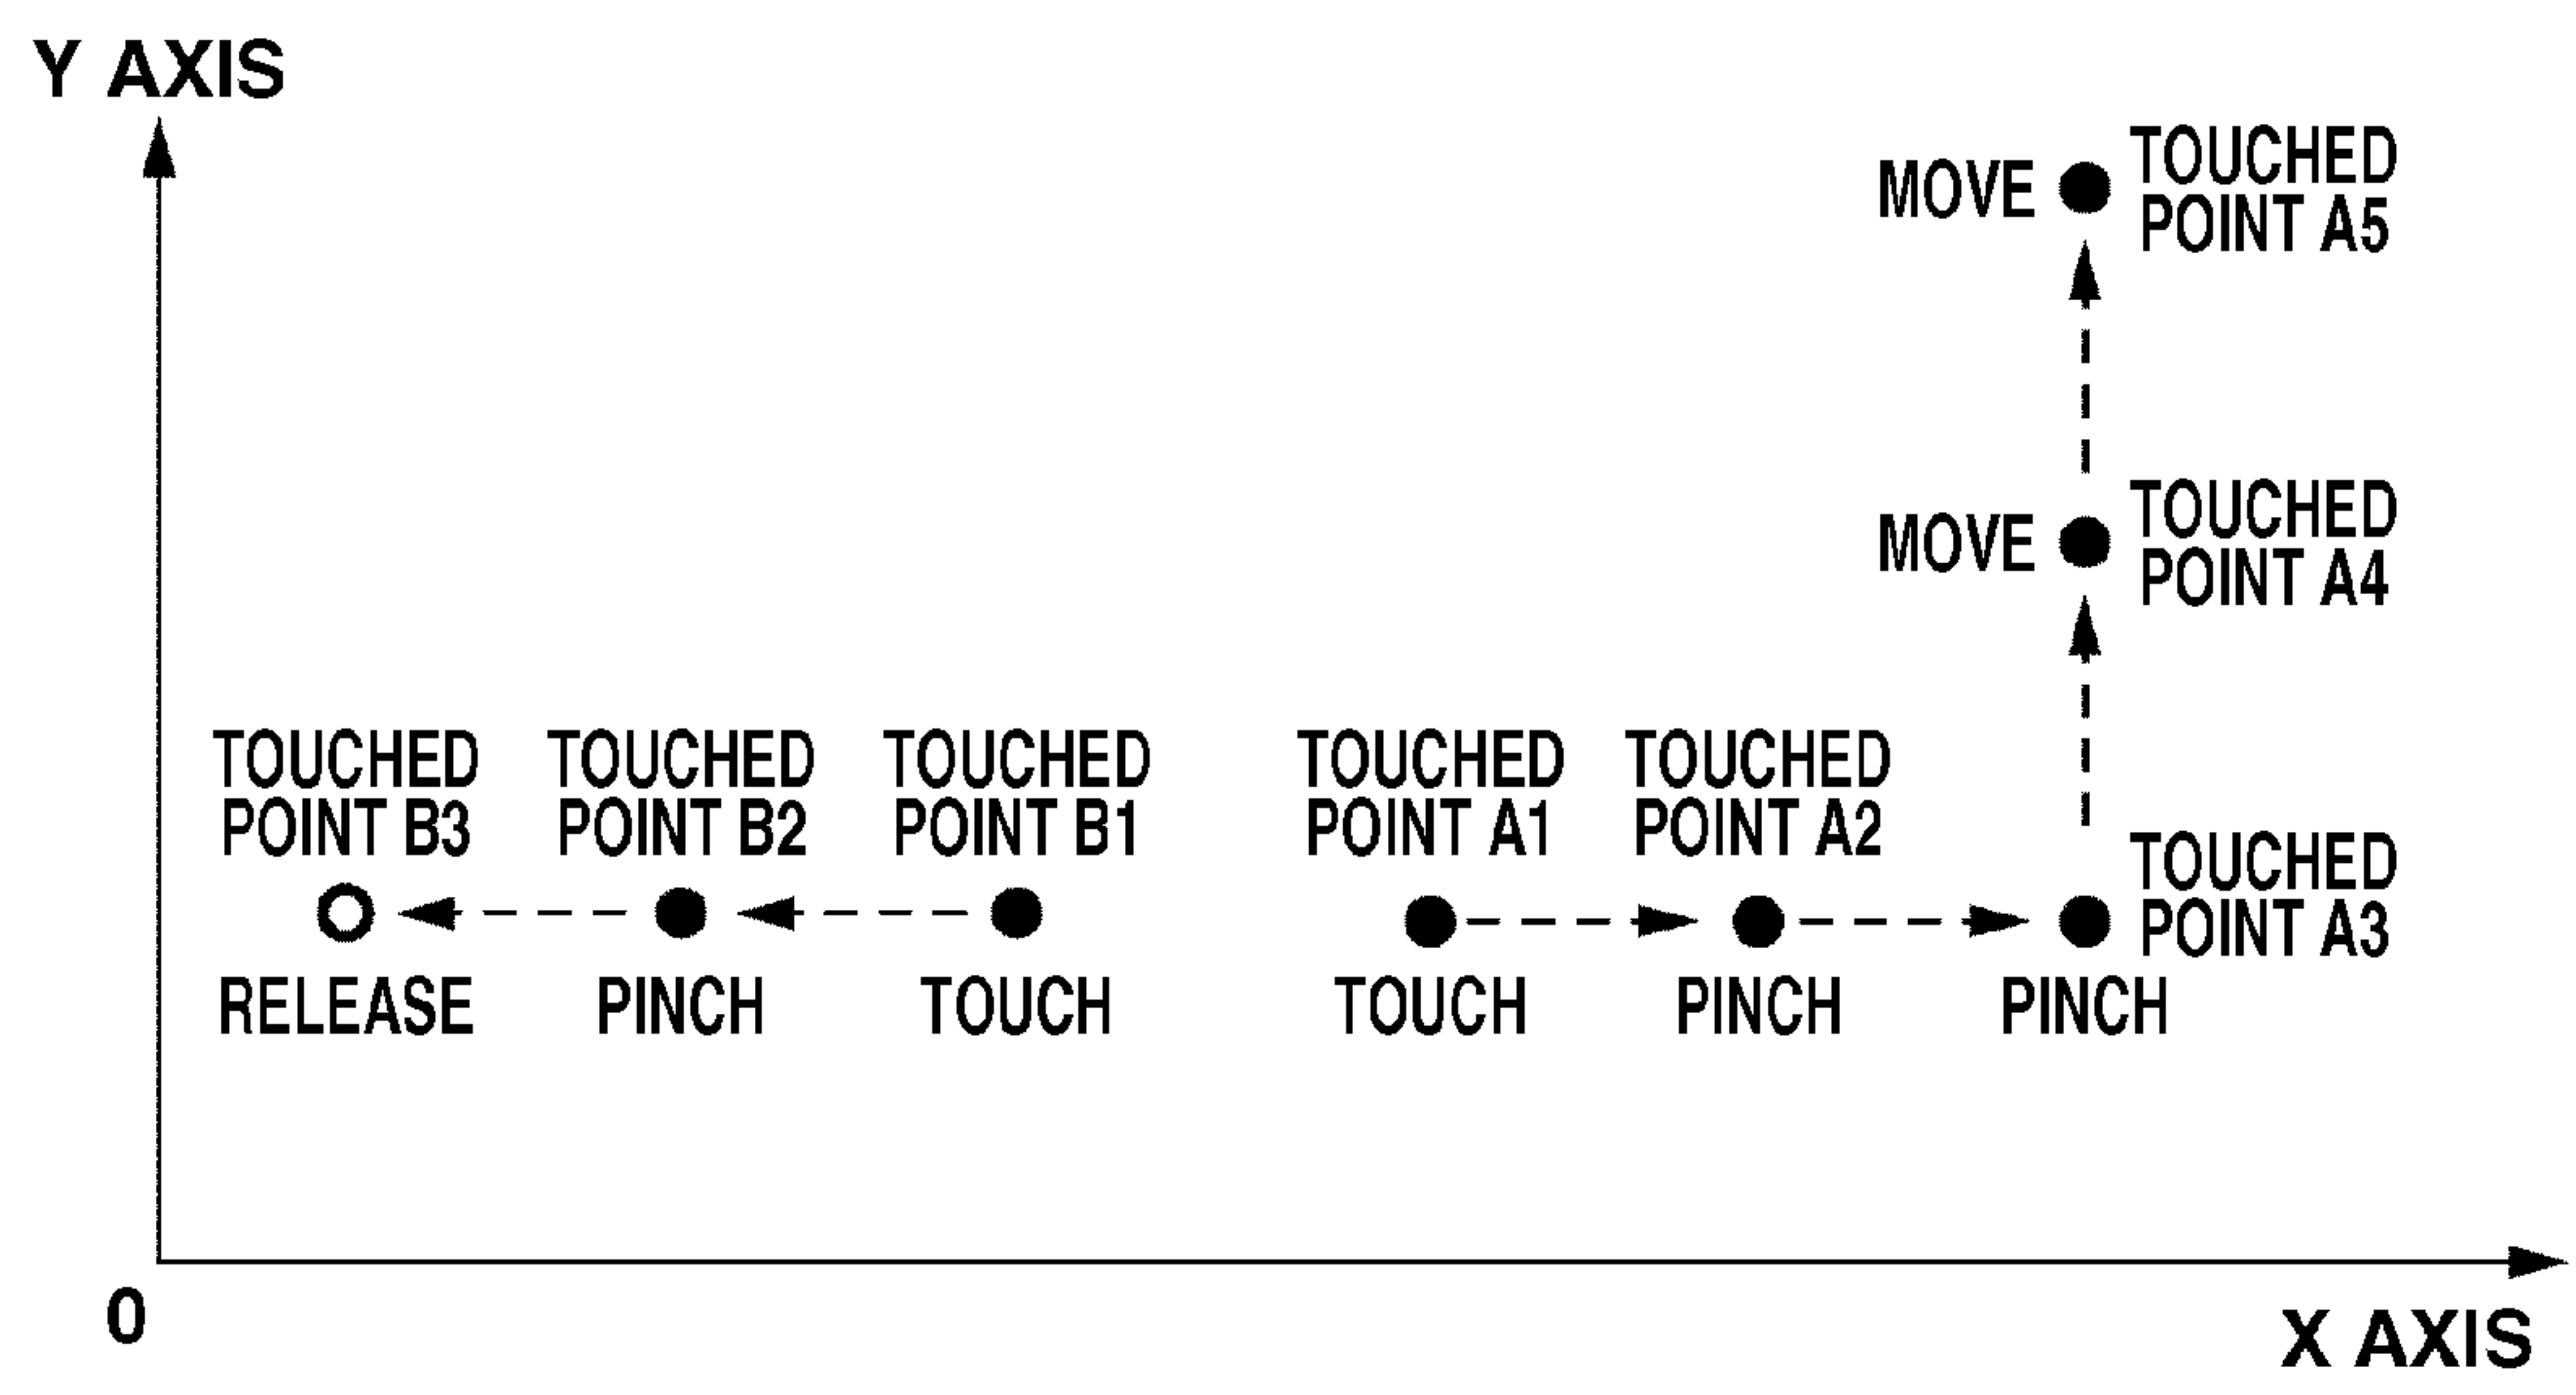 Y AXIS
MOVE
TOUCHED
POINT A5
MOVE
TOUCHED
POINT A4
TOUCHED
POINT B3
TOUCHED
POINT B2
TOUCHED
POINT B1
TOUCHED
POINT A1
TOUCHED
POINT A2
TOUCHED
POINT A3
RELEASE
PINCH
TOUCH
TOUCH
PINCH
PINCH
0
X AXIS